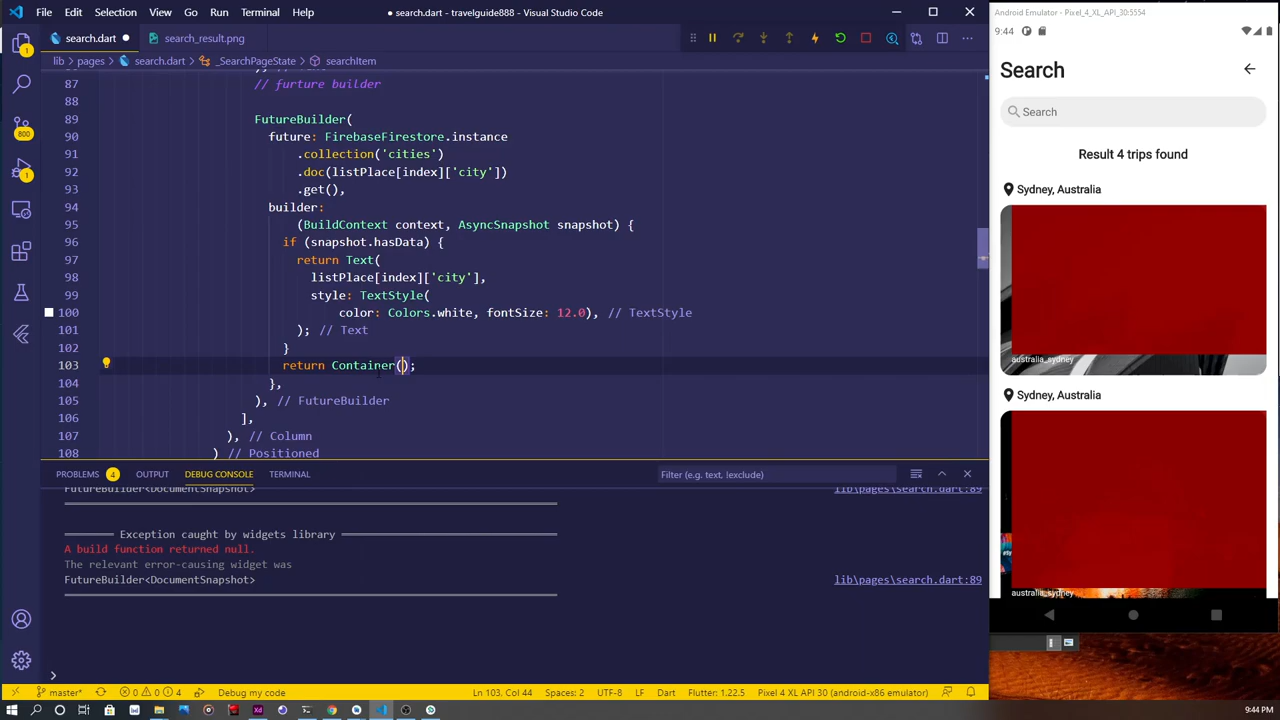 File Edit Selection View Go Run Terminal Help
● search.dart - guide888 - Visual Studio Code
Android Emulator - Pixel_4_XL_API_30:5554
search.dart ●
search_result.png
9:44
lib > pages > search.dart > _SearchPageState > searchItem
87 // furture builder
88
89 FutureBuilder(
90 future: FirebaseFirestore.instance
91 .collection('cities')
92 .doc(listPlace[index]['city'])
93 .get(),
94 builder:
95 (BuildContext context, AsyncSnapshot snapshot) {
96 if (snapshot.hasData) {
97 return Text(
98 listPlace[index]['city'],
99 style: TextStyle(
100 color: Colors.white, fontSize: 12.0), // TextStyle
101 ); // Text
102 }
103 return Container();
104 },
105 ), // FutureBuilder
106 ],
107 ), // Column
108 ) // Positioned
1
800
1
Search
Search
Result 4 trips found
Sydney, Australia
australia_sydney
Sydney, Australia
australia_sydney
PROBLEMS 4 OUTPUT DEBUG CONSOLE TERMINAL
Filter (e.g. text, !exclude)
FutureBuilder<DocumentSnapshot> lib\pages\search.dart:89
Exception caught by widgets library
A build function returned null.
The relevant error-causing widget was
FutureBuilder<DocumentSnapshot> lib\pages\search.dart:89
>
master* 0 0 4 Debug my code
Ln 103, Col 44 Spaces: 2 UTF-8 LF Dart Flutter: 1.22.5 Pixel 4 XL API 30 (android-x86 emulator)
9:44 PM